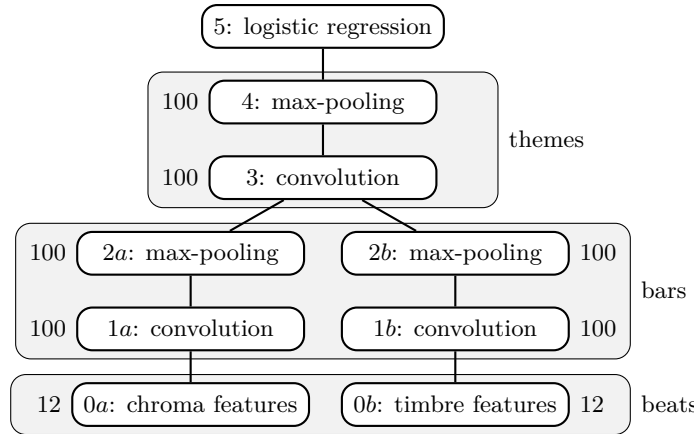 5: logistic regression
100 4: max-pooling
themes
100 3: convolution
100 2a: max-pooling 2b: max-pooling 100
bars
100 1a: convolution 1b: convolution 100
12 0a: chroma features 0b: timbre features 12 beats